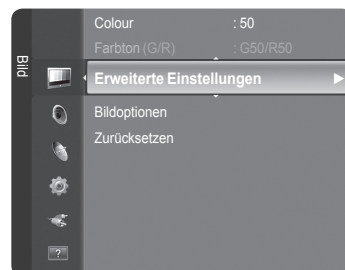 Bild
Colour : 50
Farbton (G/R) : G50/R50
Erweiterte Einstellungen
Bildoptionen
Zurücksetzen
?